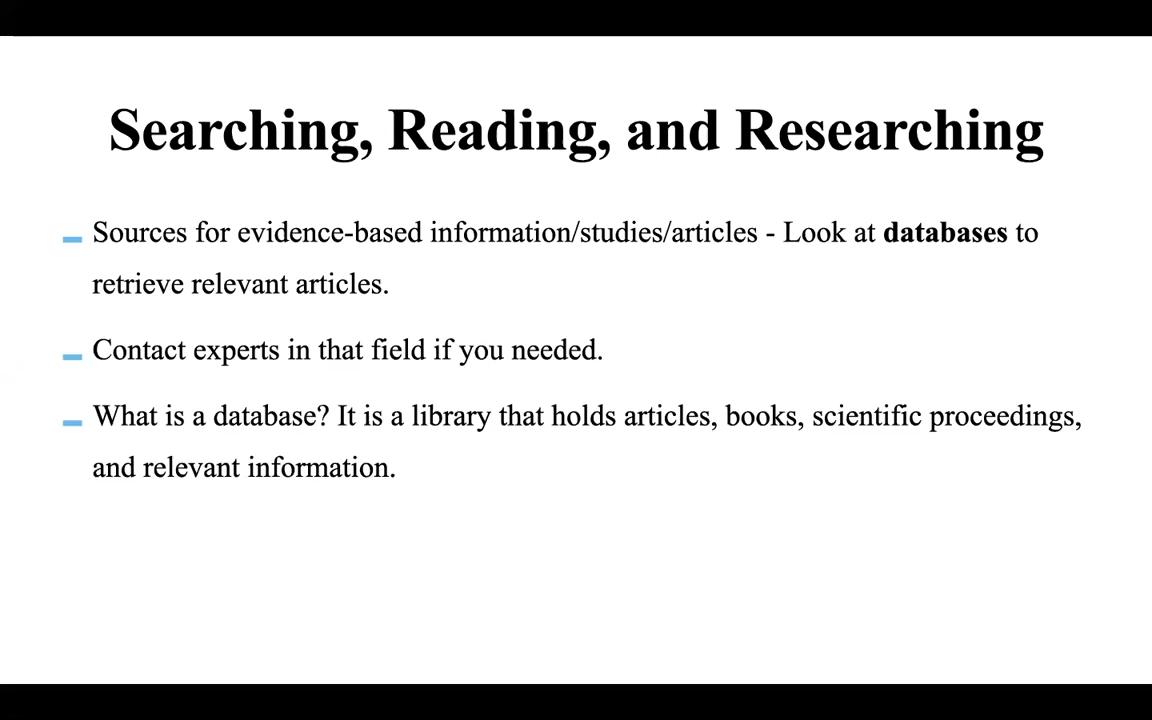 Searching, Reading, and Researching
Sources for evidence-based information/studies/articles - Look at databases to
retrieve relevant articles.
Contact experts in that field if you needed.
What is a database? It is a library that holds articles, books, scientific proceedings,
and relevant information.